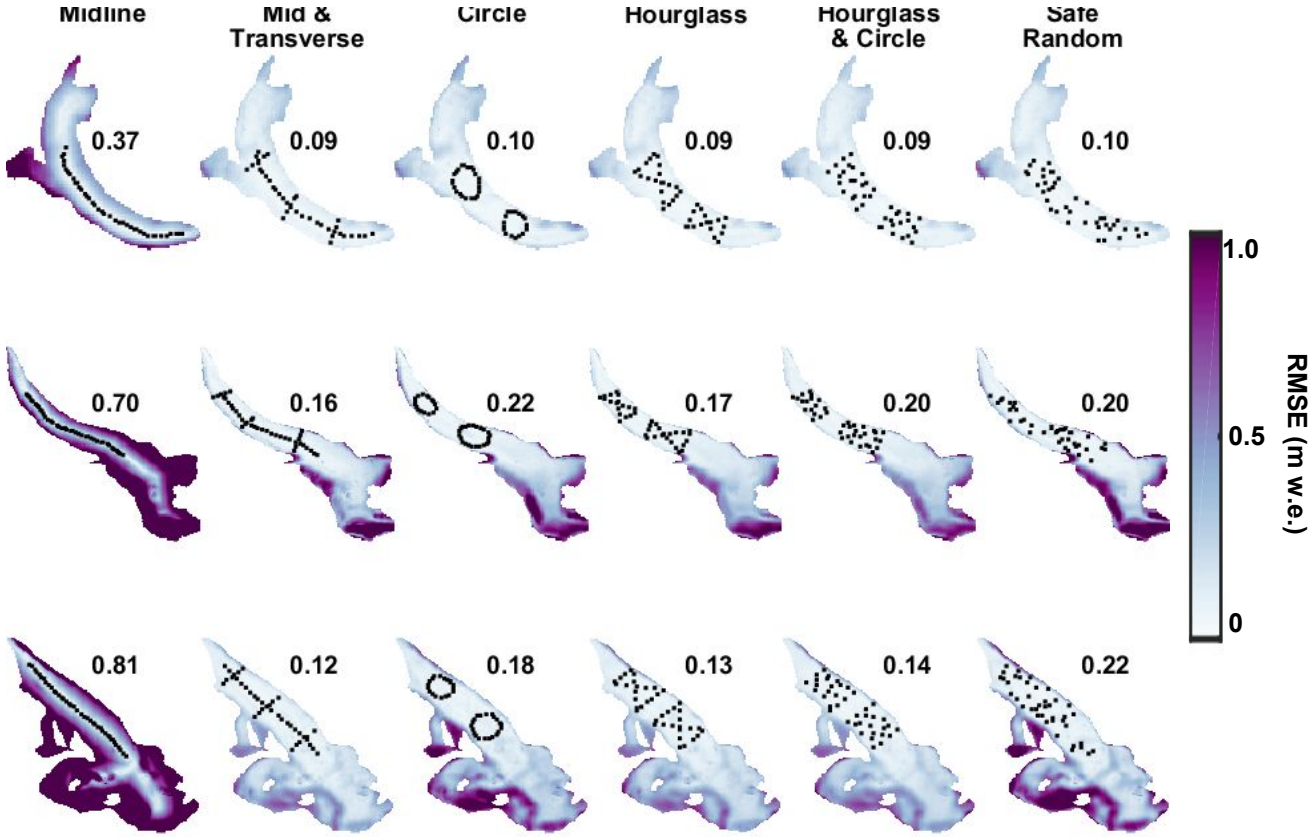 Midline
Mid &
Transverse
Circle
Hourglass
Hourglass
& Circle
Safe
Random
0.37
0.09
0.10
0.09
0.09
0.10
0.70
0.16
0.22
0.17
0.20
0.20
0.81
0.12
0.18
0.13
0.14
0.22
1.0
0.5
0
RMSE (m w.e.)